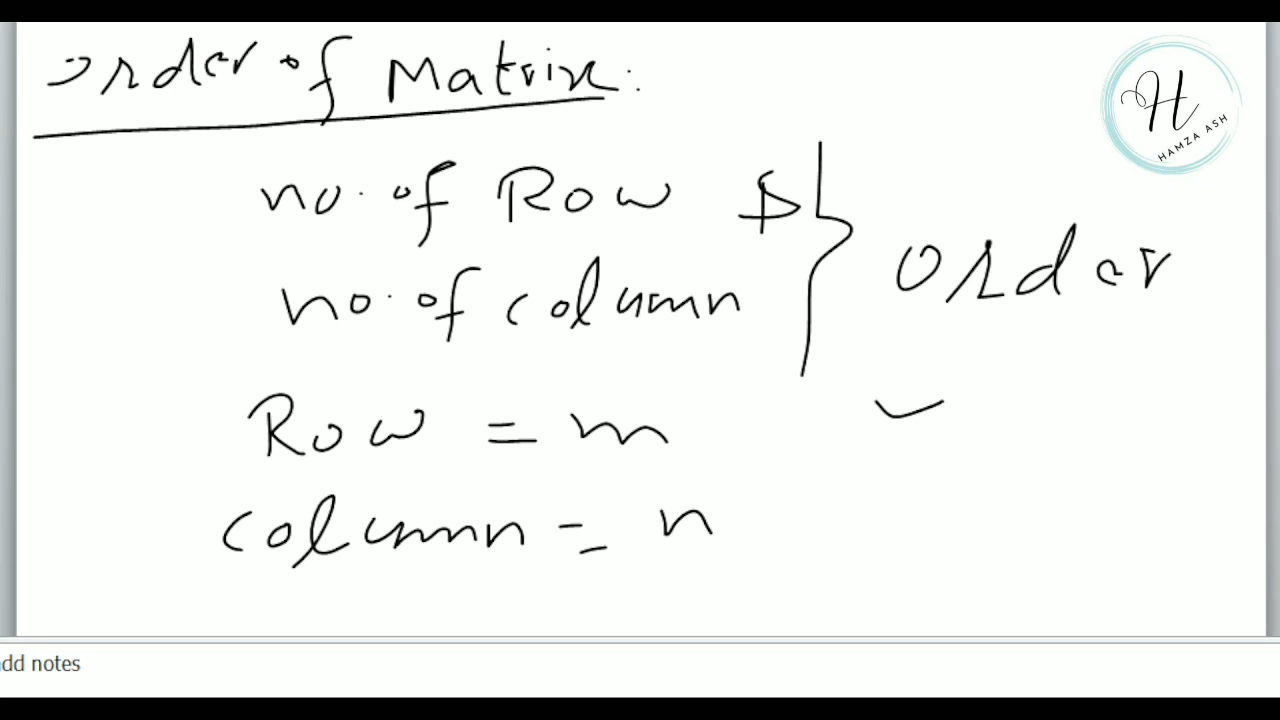 Order of Matrix:
no. of Row &
no. of column
order
Row = m
column = n
H
HAMZA ASH
dd notes